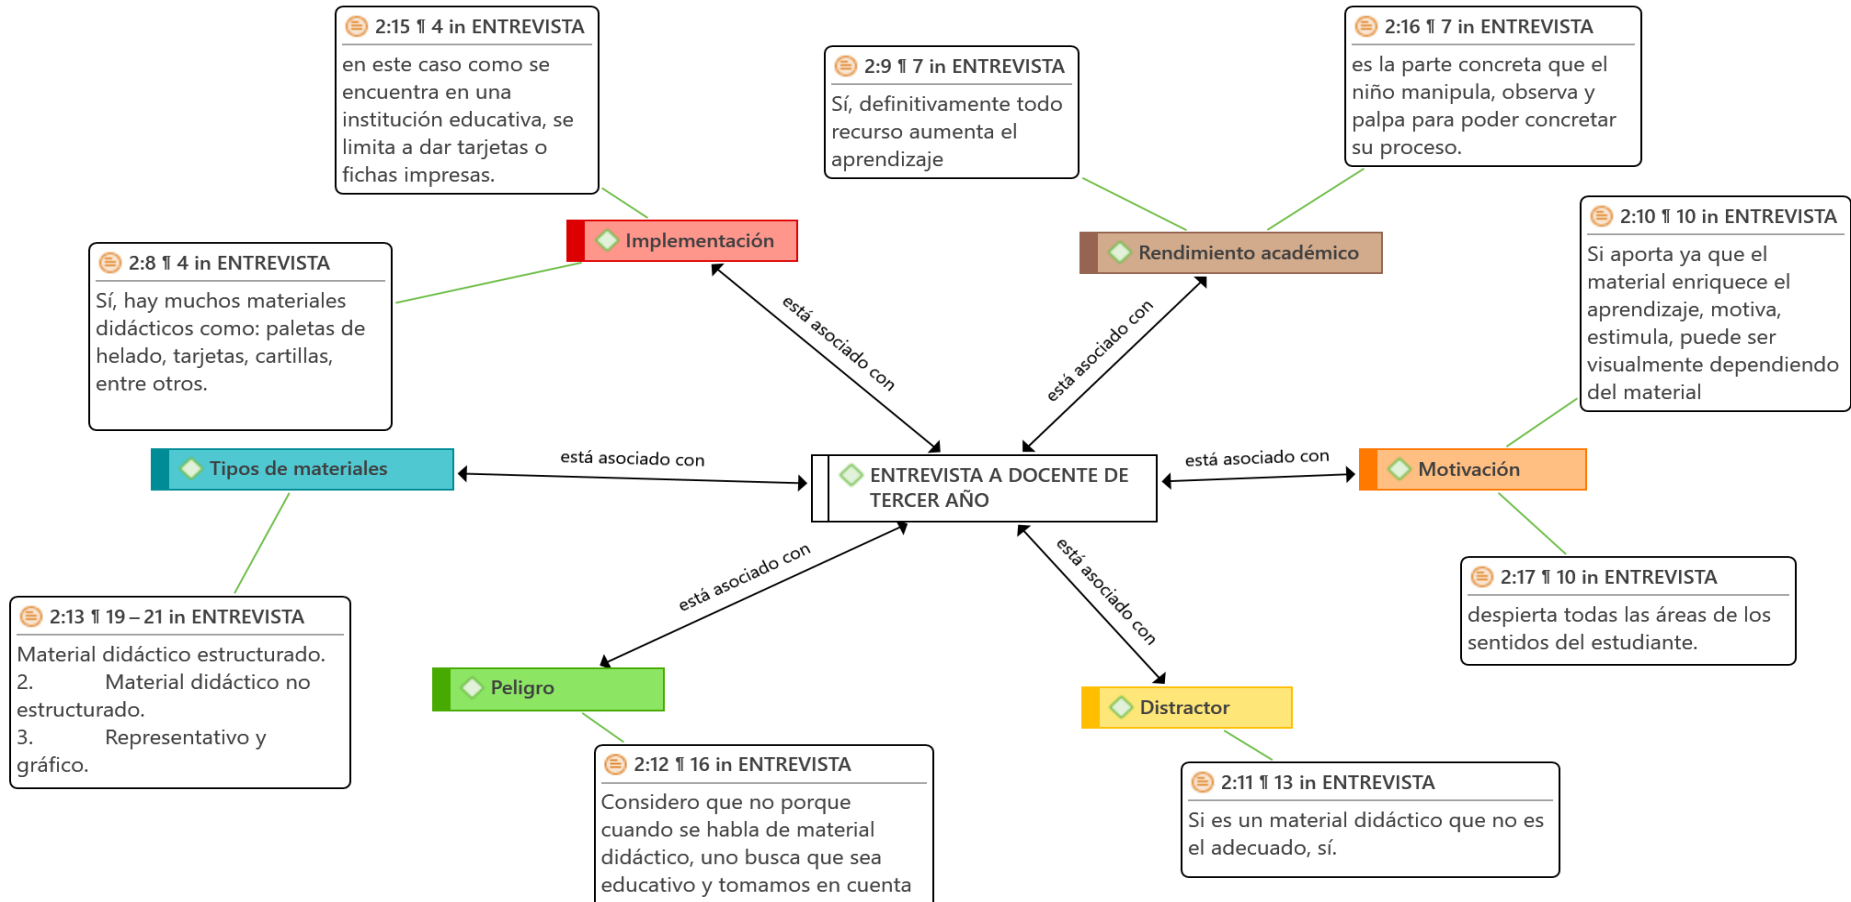 2:15 ¶ 4 in ENTREVISTA
en este caso como se
encuentra en una
institución educativa, se
limita a dar tarjetas o
fichas impresas.
2:9 ¶ 7 in ENTREVISTA
Sí, definitivamente todo
recurso aumenta el
aprendizaje
2:16 ¶ 7 in ENTREVISTA
es la parte concreta que el
niño manipula, observa y
palpa para poder concretar
su proceso.
2:10 ¶ 10 in ENTREVISTA
Si aporta ya que el
material enriquece el
aprendizaje, motiva,
estimula, puede ser
visualmente dependiendo
del material
Implementación
Rendimiento académico
2:8 ¶ 4 in ENTREVISTA
Sí, hay muchos materiales
didácticos como: paletas de
helado, tarjetas, cartillas,
entre otros.
está asociado con
está asociado con
Tipos de materiales
está asociado con
ENTREVISTA A DOCENTE DE
TERCER AÑO
está asociado con
Motivación
está asociado con
está asociado con
2:13 ¶ 19 – 21 in ENTREVISTA
Material didáctico estructurado.
2. Material didáctico no
estructurado.
3. Representativo y
gráfico.
2:17 ¶ 10 in ENTREVISTA
despierta todas las áreas de los
sentidos del estudiante.
Peligro
Distractor
2:12 ¶ 16 in ENTREVISTA
Considero que no porque
cuando se habla de material
didáctico, uno busca que sea
educativo y tomamos en cuenta
2:11 ¶ 13 in ENTREVISTA
Si es un material didáctico que no es
el adecuado, sí.